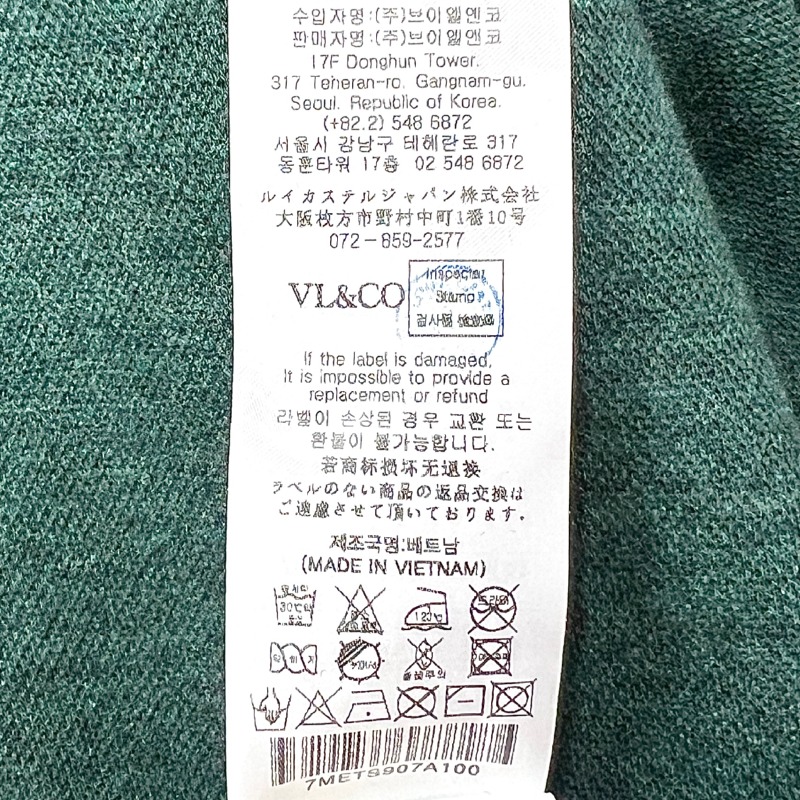 수입자명:(주)브이엘엔코
판매자명:(주)브이엘엔코
17F Donghun Tower.
317 Teheran-ro. Gangnam-gu.
Seoul. Republic of Korea.
(+82.2) 548 6872
서울시 강남구 테헤란로 317
동훈타워 17층 02 548 6872
ルイカステルジャパン株式会社
大阪枚方市野村中町1番10号
072-859-2577
VL&CO
Stamp
If the label is damaged,
It is impossible to provide a
replacement or refund
라벨이 손상된 경우 교환 또는
환불이 불가능합니다.
若商标损坏无退换
ラベルのない商品の返品交換は
ご遠慮させて頂いております。
제조국명:베트남
(MADE IN VIETNAM)
30℃
120℃
7METS907A100